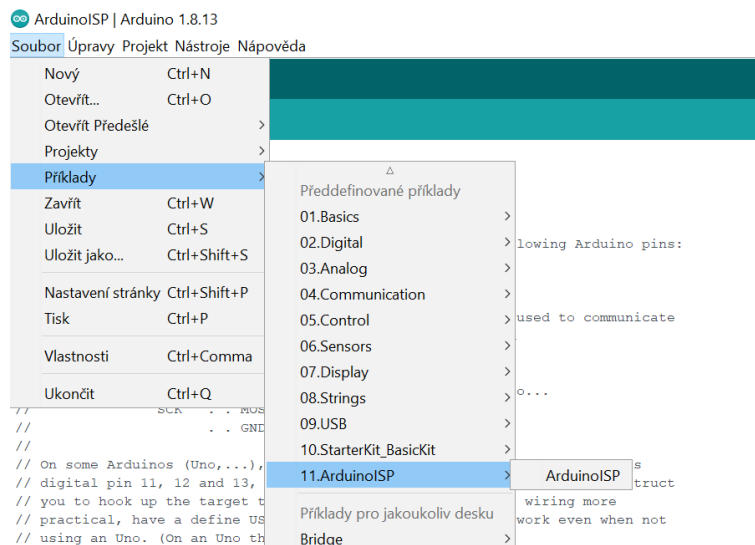 ArduinoISP | Arduino 1.8.13
Soubor Úpravy Projekt Nástroje Nápověda
Nový Ctrl+N
Otevřít... Ctrl+O
Otevřít Předešlé
Projekty
Příklady
Zavřít Ctrl+W
Uložit Ctrl+S
Uložit jako... Ctrl+Shift+S
Nastavení stránky Ctrl+Shift+P
Tisk Ctrl+P
Vlastnosti Ctrl+Comma
Ukončit Ctrl+Q
Předdefinované příklady
01.Basics
02.Digital
03.Analog
04.Communication
05.Control
06.Sensors
07.Display
08.Strings
09.USB
10.StarterKit_BasicKit
11.ArduinoISP
Příklady pro jakoukoliv desku
Bridge
ArduinoISP
lowing Arduino pins:
used to communicate
o...
// SCK . . MOS
// . . GND
//
// On some Arduinos (Uno,...), s
// digital pin 11, 12 and 13, truct
// you to hook up the target t wiring more
// practical, have a define US work even when not
// using an Uno. (On an Uno th